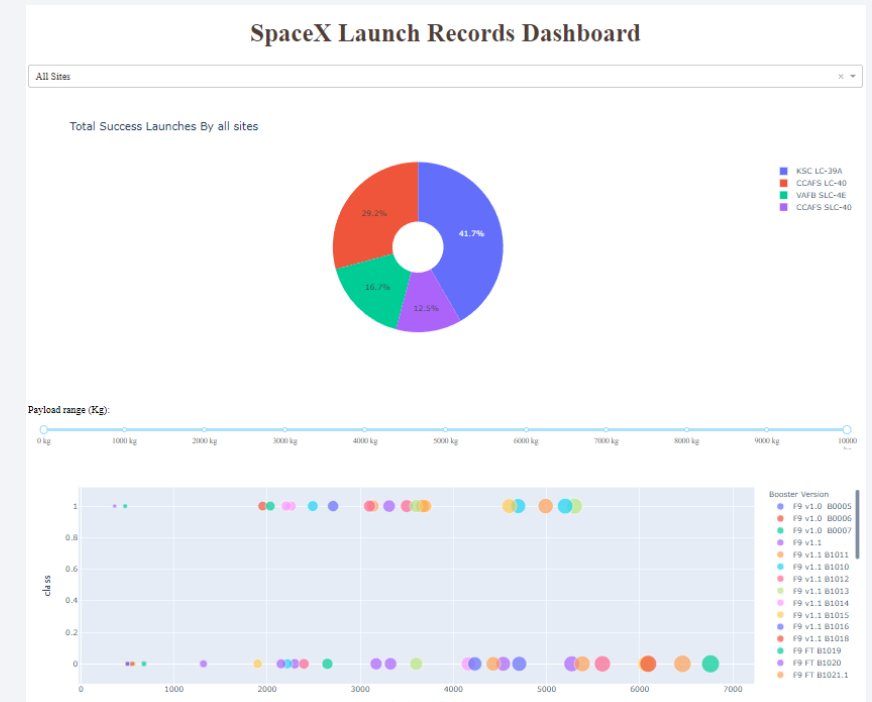 SpaceX Launch Records Dashboard
All Sites
Total Success Launches By all sites
KSC LC-39A
CCAFS LC-40
VAFB SLC-4E
CCAFS SLC-40
29.2%
41.7%
16.7%
12.5%
Payload range (Kg):
0 kg 1000 kg 2000 kg 3000 kg 4000 kg 5000 kg 6000 kg 7000 kg 8000 kg 9000 kg 10000
Booster Version
F9 v1.0 B0005
F9 v1.0 B0006
F9 v1.0 B0007
F9 v1.1
F9 v1.1 B1011
F9 v1.1 B1010
F9 v1.1 B1012
F9 v1.1 B1013
F9 v1.1 B1014
F9 v1.1 B1015
F9 v1.1 B1016
F9 v1.1 B1018
F9 FT B1019
F9 FT B1020
F9 FT B1021.1
class
1
0.8
0.6
0.4
0.2
0
0 1000 2000 3000 4000 5000 6000 7000